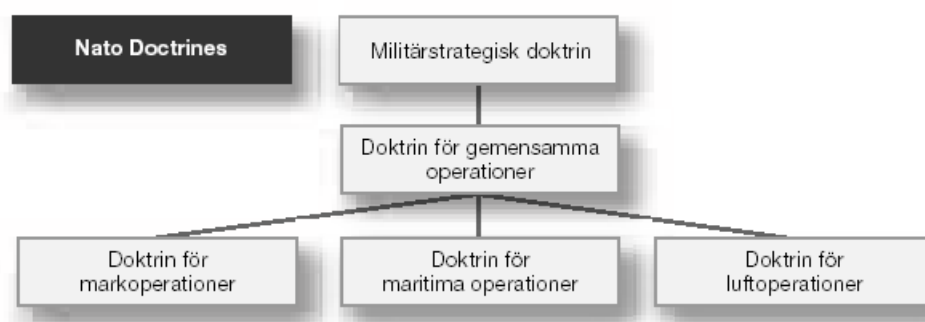 Nato Doctrines
Militärstrategisk doktrin
Doktrin för gemensamma
operationer
Doktrin för
markoperationer
Doktrin för
maritima operationer
Doktrin för
luftoperationer